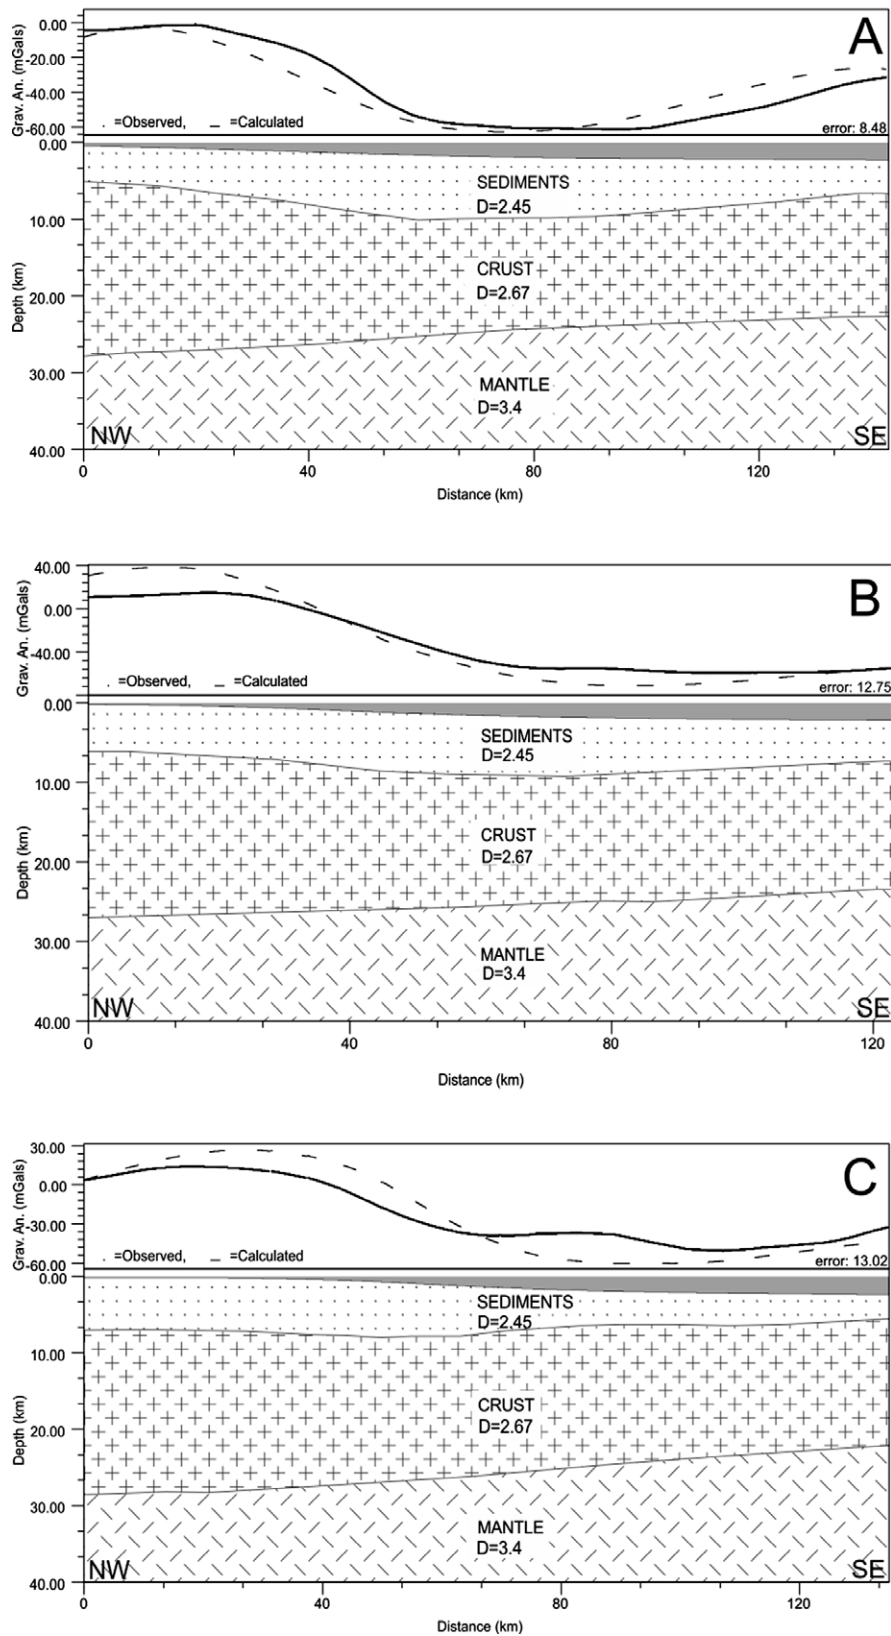 A
Grav. An. (mGals)
0.00
-20.00
-40.00
-60.00
. =Observed, — =Calculated
error: 8.48
0.00
10.00
20.00
30.00
40.00
Depth (km)
SEDIMENTS
D=2.45
CRUST
D=2.67
MANTLE
D=3.4
NW
SE
0
40
80
120
Distance (km)
B
Grav. An. (mGals)
40.00
0.00
-40.00
. =Observed, — =Calculated
error: 12.75
0.00
10.00
20.00
30.00
40.00
Depth (km)
SEDIMENTS
D=2.45
CRUST
D=2.67
MANTLE
D=3.4
NW
SE
0
40
80
120
Distance (km)
C
Grav. An. (mGals)
30.00
0.00
-30.00
-60.00
. =Observed, — =Calculated
error: 13.02
0.00
10.00
20.00
30.00
40.00
Depth (km)
SEDIMENTS
D=2.45
CRUST
D=2.67
MANTLE
D=3.4
NW
SE
0
40
80
120
Distance (km)